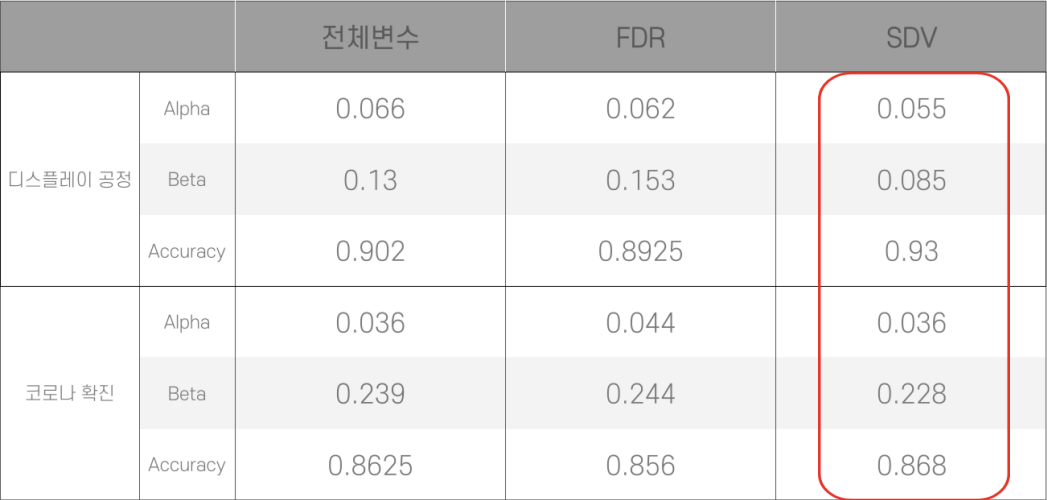 전체변수 FDR SDV
Alpha 0.066 0.062 0.055
디스플레이 공정 Beta 0.13 0.153 0.085
Accuracy 0.902 0.8925 0.93
Alpha 0.036 0.044 0.036
코로나 확진 Beta 0.239 0.244 0.228
Accuracy 0.8625 0.856 0.868